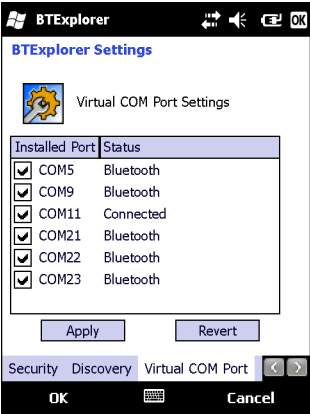 BTExplorer OK
BTExplorer Settings
Virtual COM Port Settings
Installed Port Status
COM5 Bluetooth
COM9 Bluetooth
COM11 Connected
COM21 Bluetooth
COM22 Bluetooth
COM23 Bluetooth
Apply Revert
Security Discovery Virtual COM Port
OK Cancel